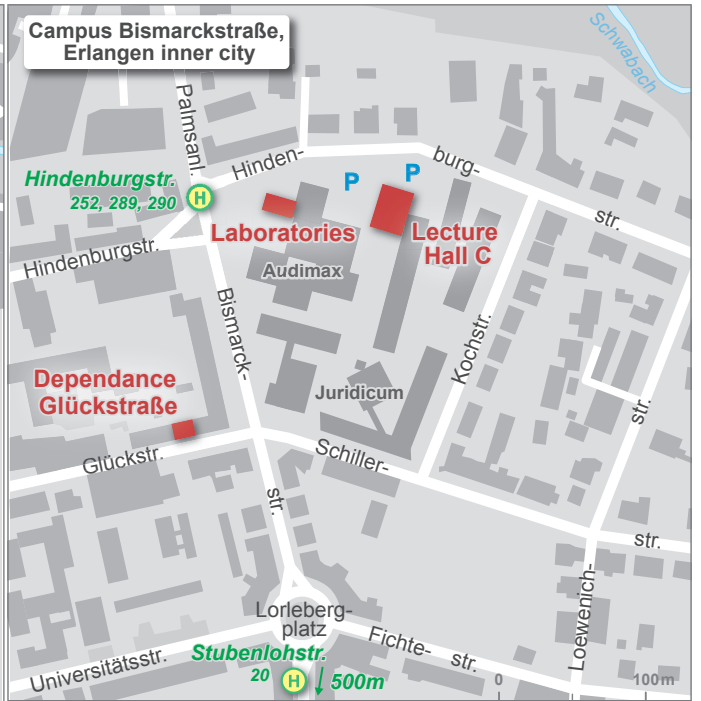 Campus Bismarckstraße,
Erlangen inner city
Schwabach
Palmsanl.
Hinden-
burg-
str.
P
P
Hindenburgstr.
252, 289, 290
H
Laboratories
Lecture
Hall C
Audimax
Hindenburgstr.
Bismarck-
str.
Kochstr.
Dependance
Glückstraße
Juridicum
Glückstr.
Schiller-
str.
str.
Loewenich-
Lorleberg-
platz
Fichte-
str.
Universitätsstr.
Stubenlohstr.
20
H
500m
0
100m